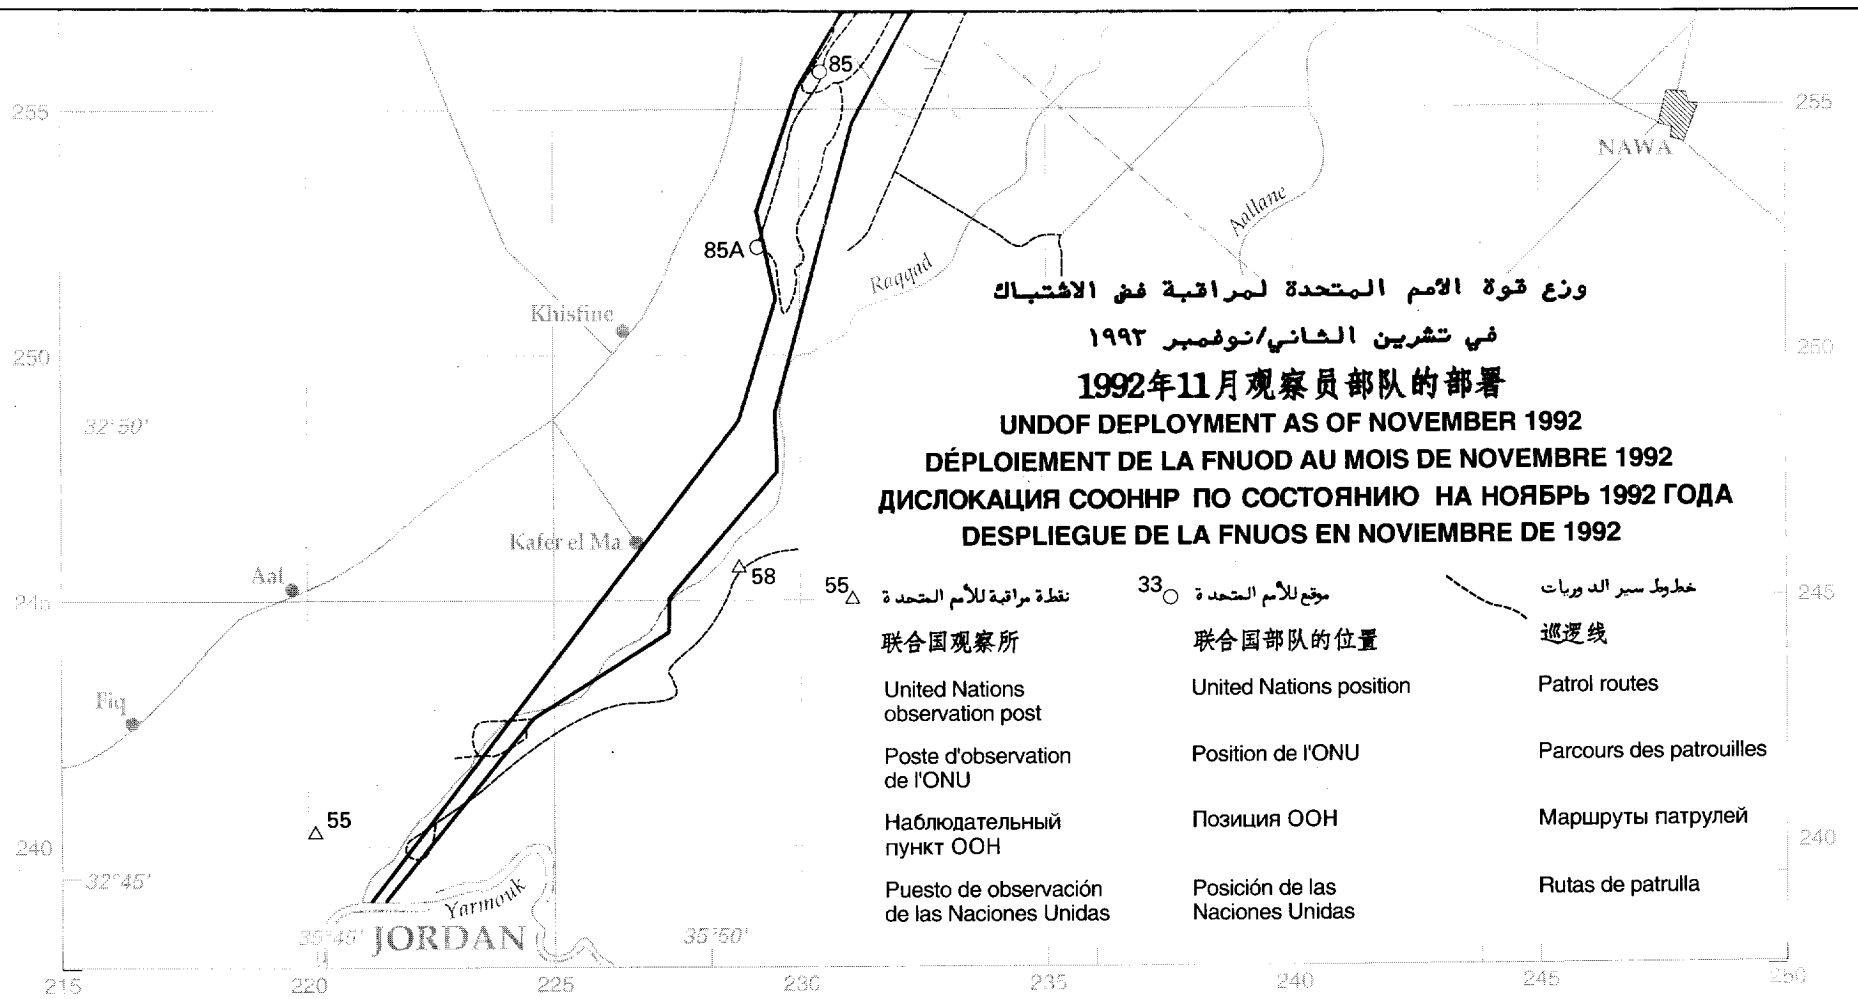 85
255
255
NAWA
Aallane
85A
Raqqad
وزع قوة الأمم المتحدة لمراقبة فض الاشتباك
Khisfine
في تشرين الثاني/نوفمبر ١٩٩٢
250
250
1992年11月观察员部队的部署
32°50'
UNDOF DEPLOYMENT AS OF NOVEMBER 1992
DÉPLOIEMENT DE LA FNUOD AU MOIS DE NOVEMBRE 1992
ДИСЛОКАЦИЯ СООННР ПО СОСТОЯНИЮ НА НОЯБРЬ 1992 ГОДА
DESPLIEGUE DE LA FNUOS EN NOVIEMBRE DE 1992
Kafer el Ma
Aal
58
245
245
55
نقطة مراقبة للأمم المتحدة
33
موقع للأمم المتحدة
خطوط سير الدوريات
联合国观察所
联合国部队的位置
巡逻线
Fiq
United Nations
observation post
United Nations position
Patrol routes
Poste d'observation
de l'ONU
Position de l'ONU
Parcours des patrouilles
55
Наблюдательный
пункт ООН
Позиция ООН
Маршруты патрулей
240
240
32°45'
Puesto de observación
de las Naciones Unidas
Posición de las
Naciones Unidas
Rutas de patrulla
Yarmouk
35°45'
JORDAN
35°50'
215
220
225
230
235
240
245
250